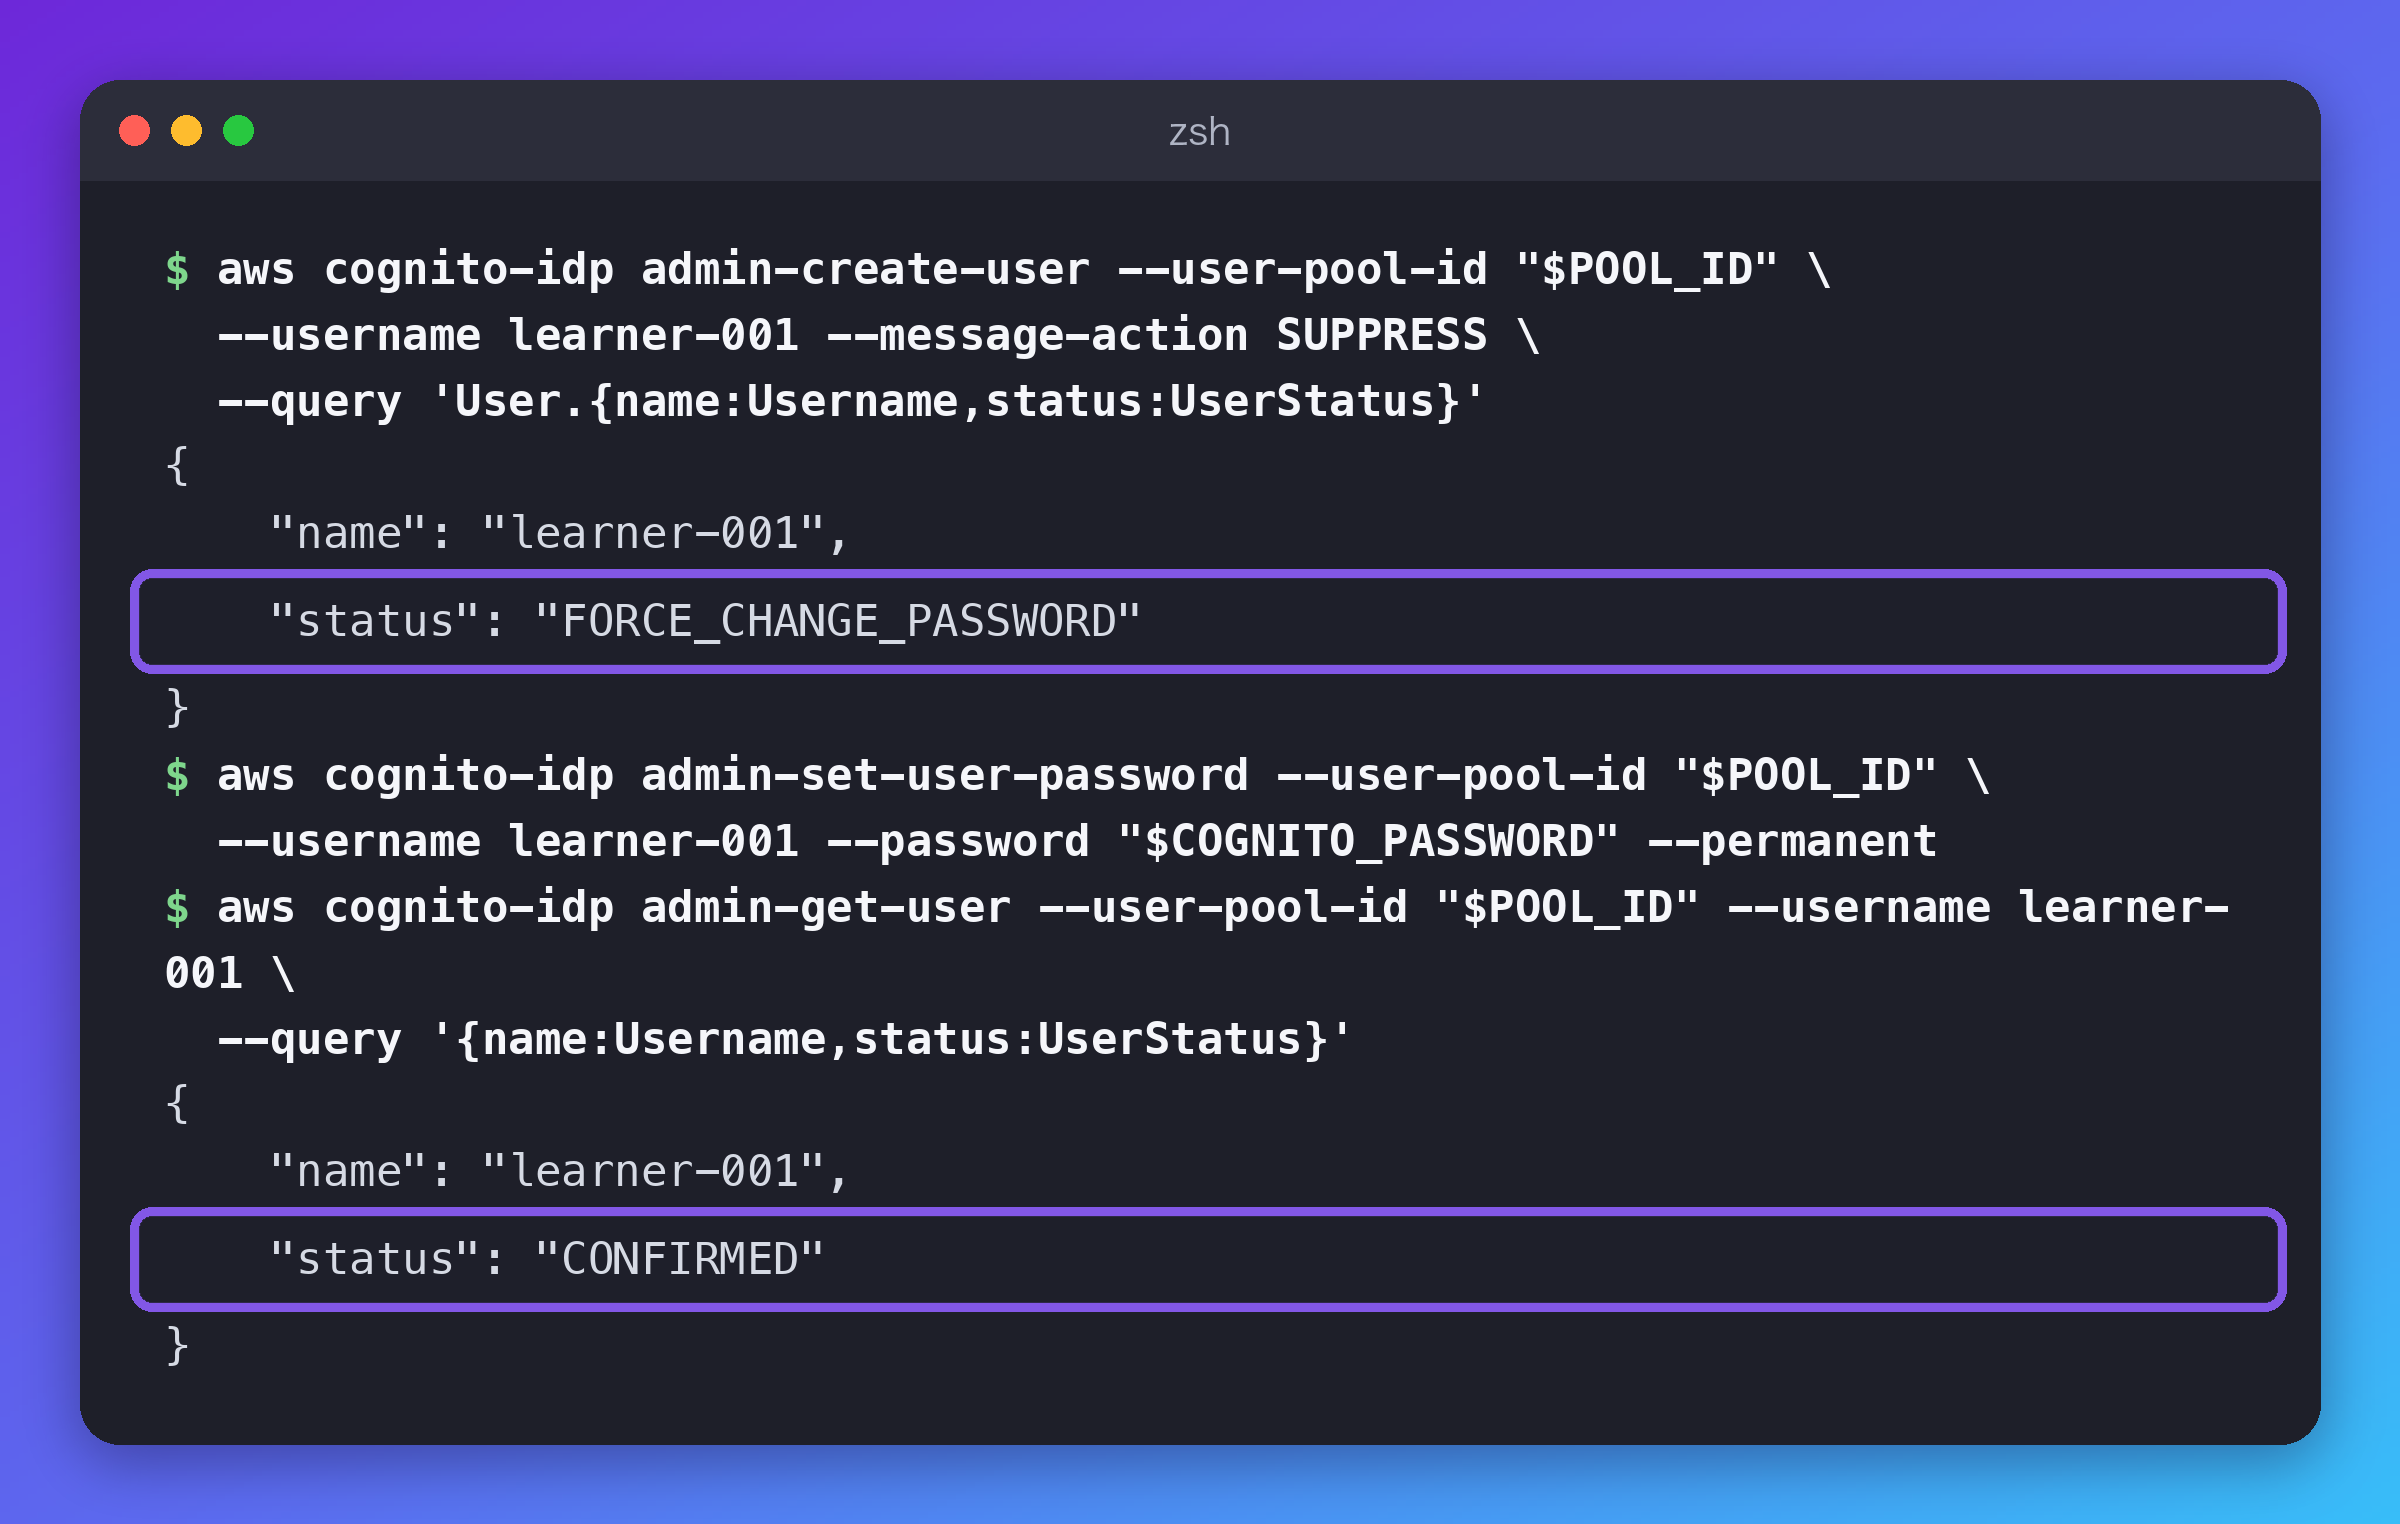 zsh
$ aws cognito-idp admin-create-user --user-pool-id "$POOL_ID" \
  --username learner-001 --message-action SUPPRESS \
  --query 'User.{name:Username,status:UserStatus}'
{
    "name": "learner-001",
    "status": "FORCE_CHANGE_PASSWORD"
}
$ aws cognito-idp admin-set-user-password --user-pool-id "$POOL_ID" \
  --username learner-001 --password "$COGNITO_PASSWORD" --permanent
$ aws cognito-idp admin-get-user --user-pool-id "$POOL_ID" --username learner-
001 \
  --query '{name:Username,status:UserStatus}'
{
    "name": "learner-001",
    "status": "CONFIRMED"
}